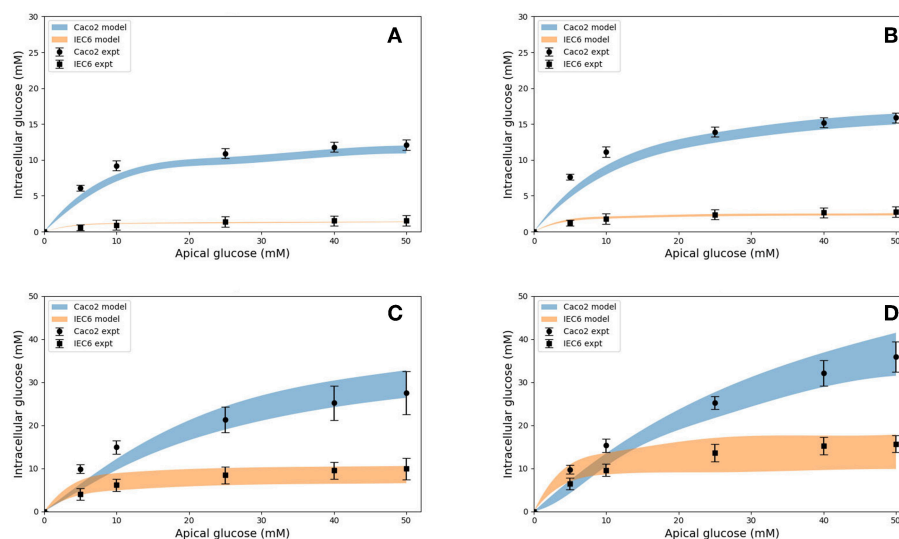 A
Caco2 model
IEC6 model
Caco2 expt
IEC6 expt
Intracellular glucose (mM)
30
25
20
15
10
5
0
0 10 20 30 40 50
Apical glucose (mM)
B
Caco2 model
IEC6 model
Caco2 expt
IEC6 expt
Intracellular glucose (mM)
30
25
20
15
10
5
0
0 10 20 30 40 50
Apical glucose (mM)
C
Caco2 model
IEC6 model
Caco2 expt
IEC6 expt
Intracellular glucose (mM)
50
40
30
20
10
0
0 10 20 30 40 50
Apical glucose (mM)
D
Caco2 model
IEC6 model
Caco2 expt
IEC6 expt
Intracellular glucose (mM)
50
40
30
20
10
0
0 10 20 30 40 50
Apical glucose (mM)